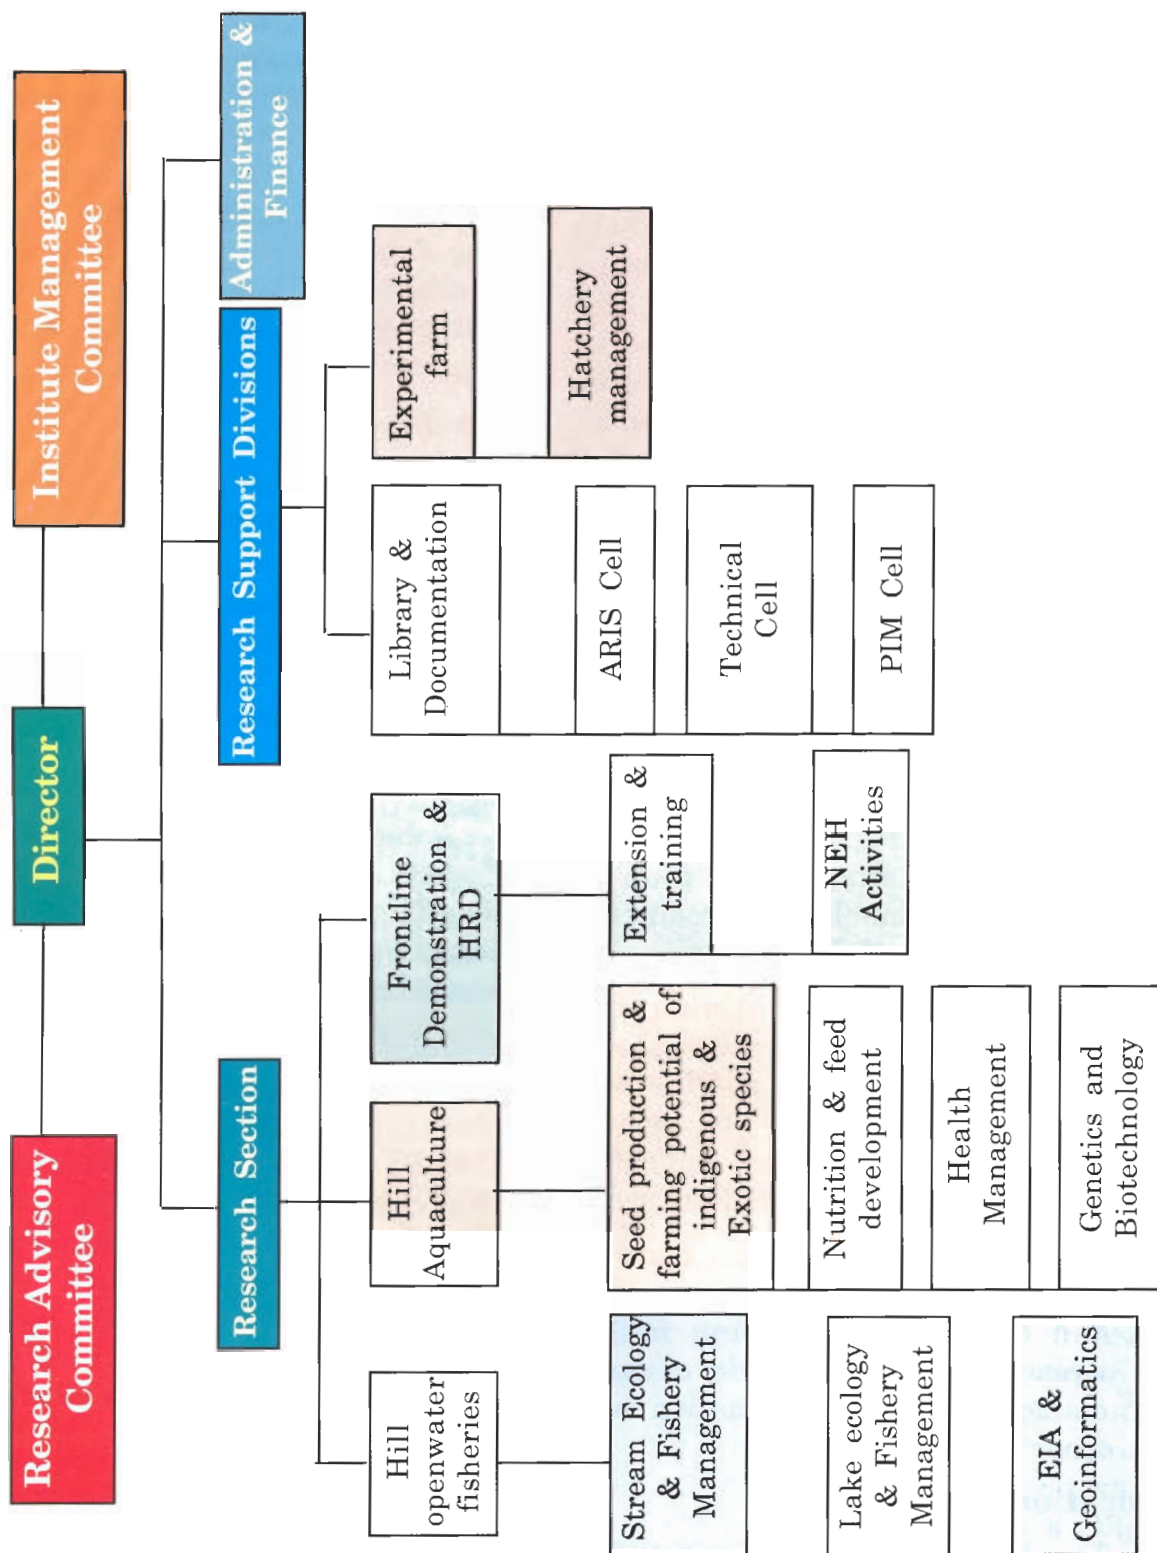 Research Advisory
Committee
Director
Institute Management
Committee
Research Section
Research Support Divisions
Administration &
Finance
Hill
openwater
fisheries
Hill
Aquaculture
Frontline
Demonstration &
HRD
Library &
Documentation
Experimental
farm
Stream Ecology
& Fishery
Management
Lake ecology
& Fishery
Management
EIA &
Geoinformatics
Seed production &
farming potential of
indigenous &
Exotic species
Nutrition & feed
development
Health
Management
Genetics and
Biotechnology
Extension &
training
NEH
Activities
ARIS Cell
Technical
Cell
PIM Cell
Hatchery
management